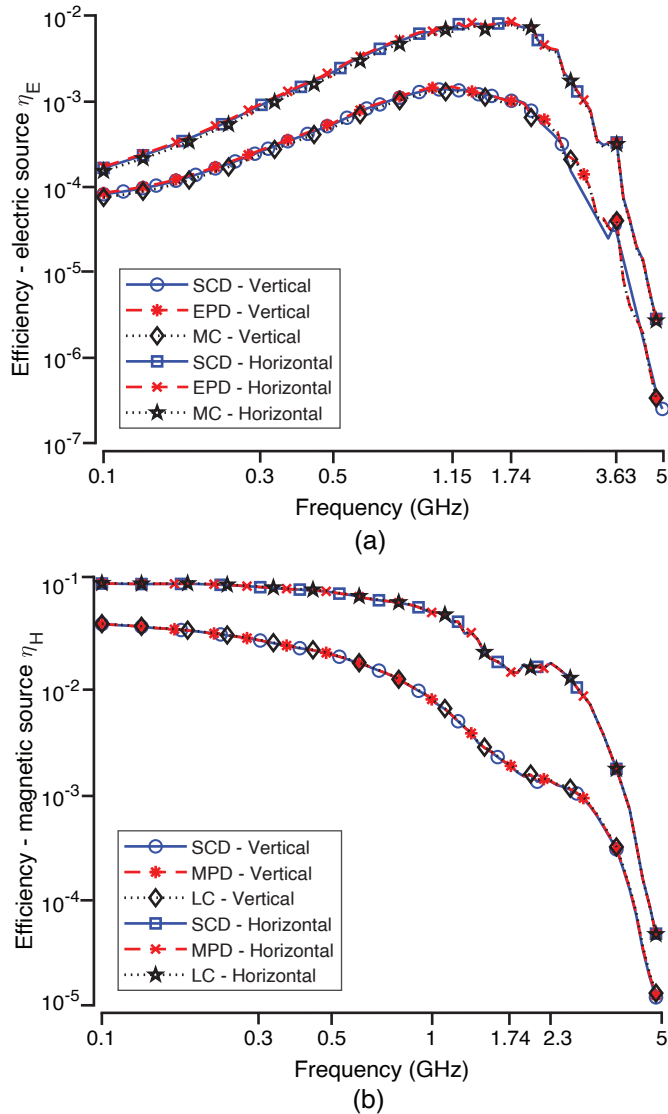 10-2
10-3
10-4
10-5
10-6
10-7
Efficiency - electric source ηE
SCD - Vertical
EPD - Vertical
MC - Vertical
SCD - Horizontal
EPD - Horizontal
MC - Horizontal
0.1 0.3 0.5 1.15 1.74 3.63 5
Frequency (GHz)
(a)
10-1
10-2
10-3
10-4
10-5
Efficiency - magnetic source ηH
SCD - Vertical
MPD - Vertical
LC - Vertical
SCD - Horizontal
MPD - Horizontal
LC - Horizontal
0.1 0.3 0.5 1 1.74 2.3 5
Frequency (GHz)
(b)